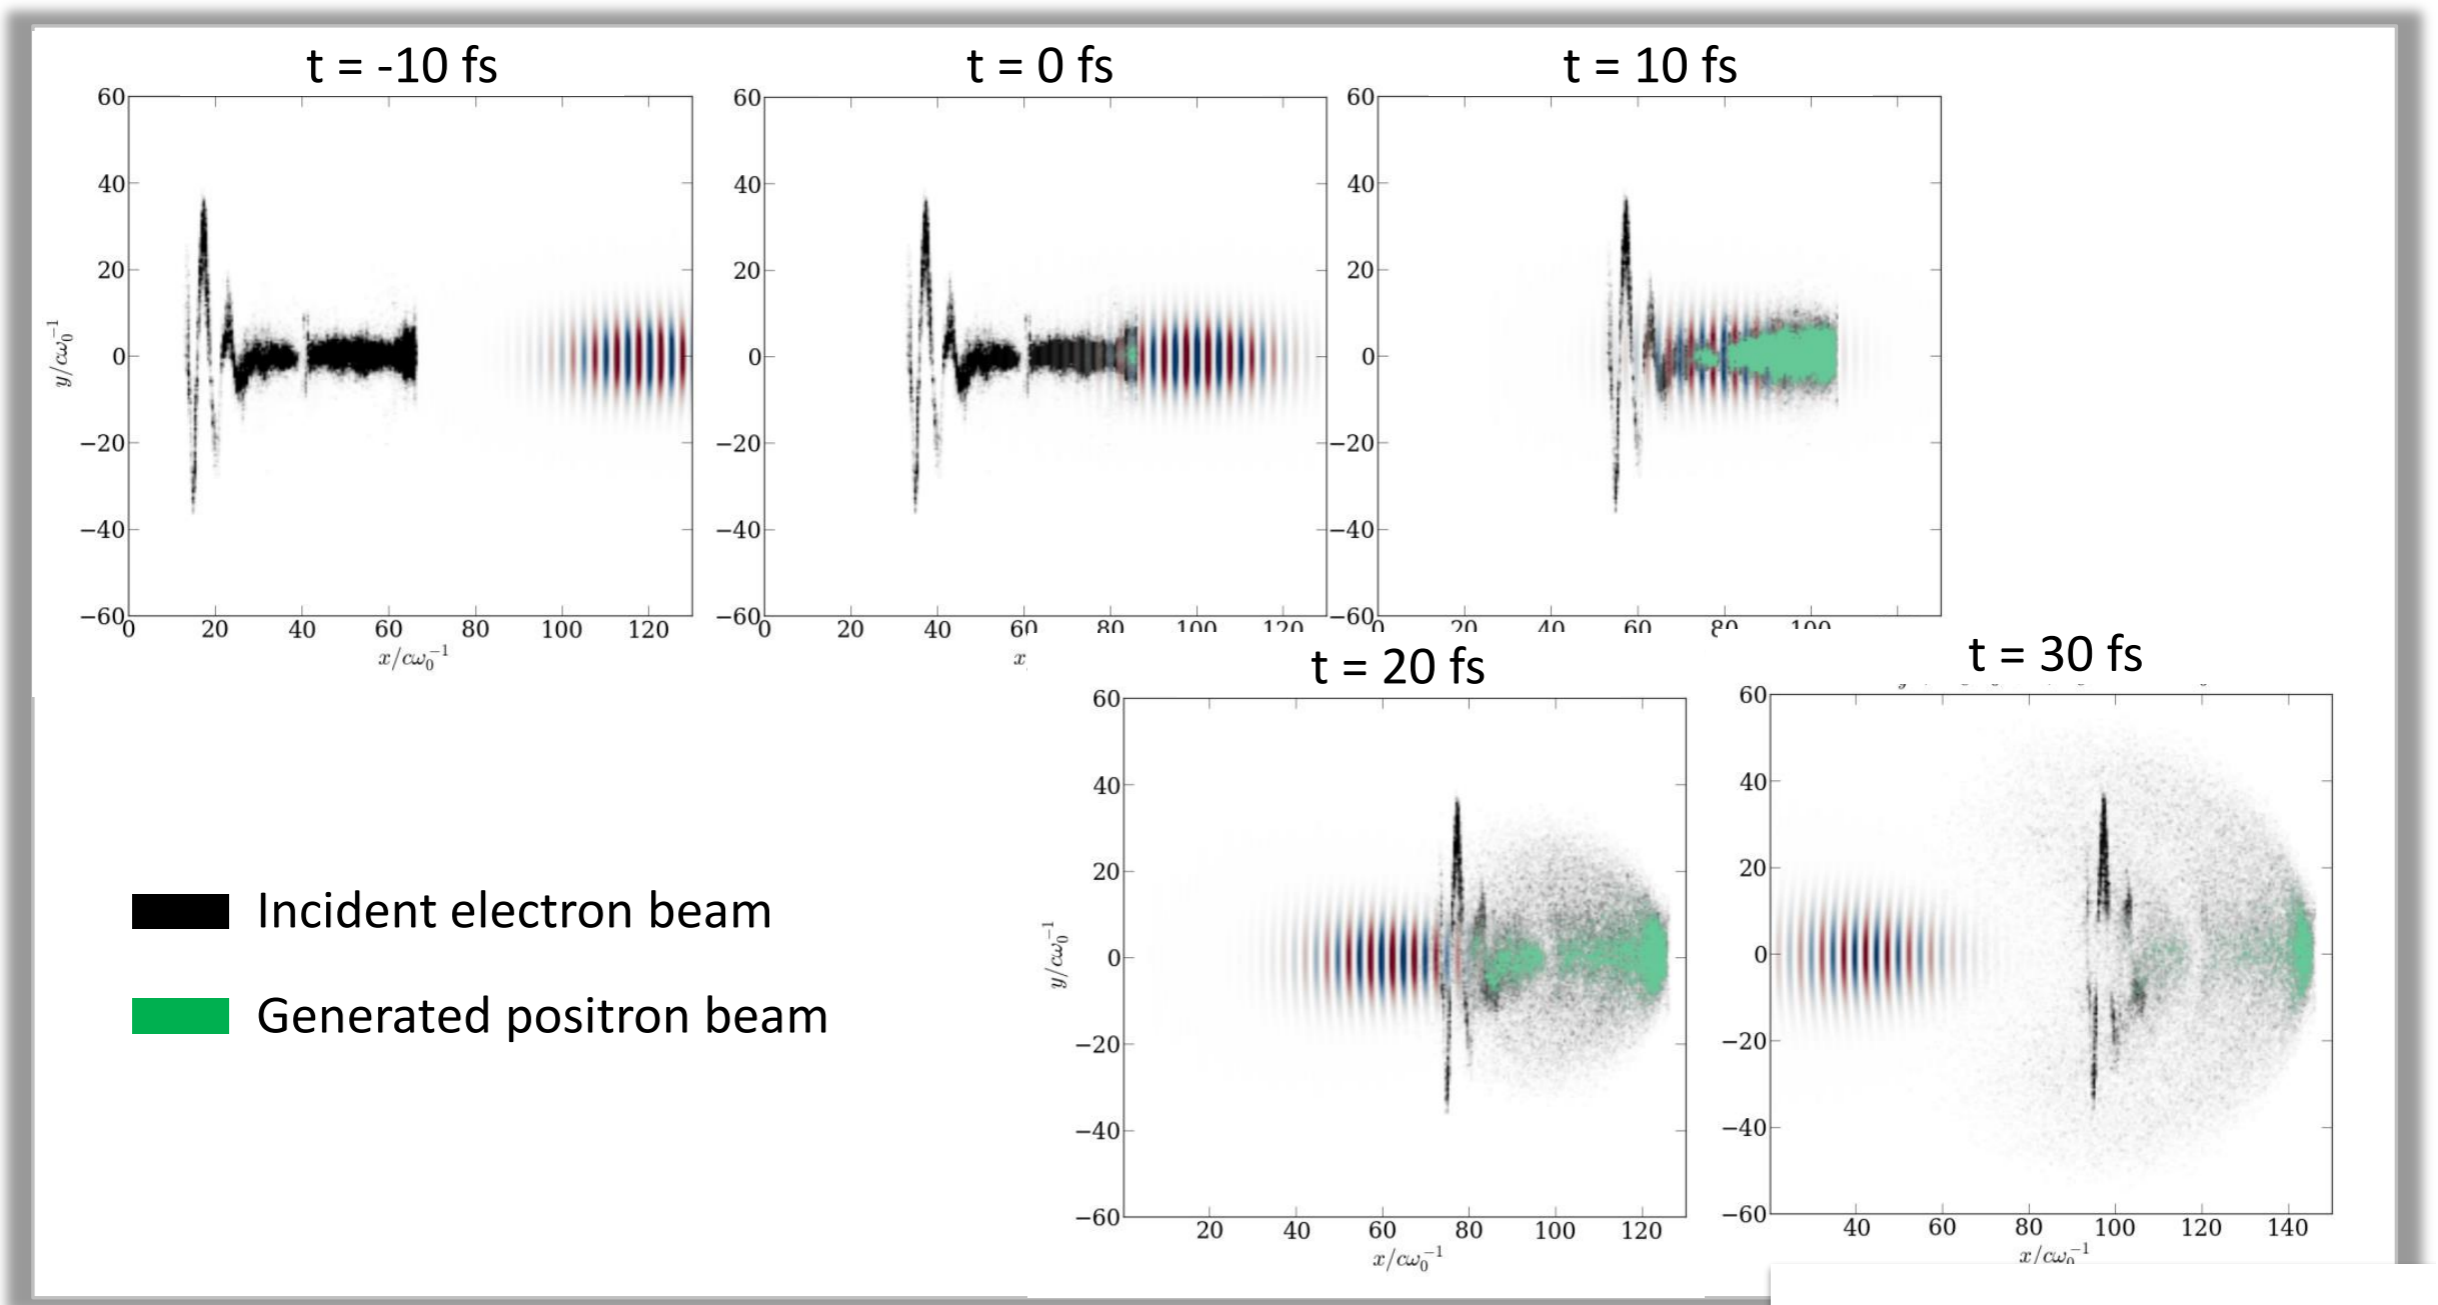 t = -10 fs
t = 0 fs
t = 10 fs
60
40
20
0
−20
−40
−60
y/cω₀⁻¹
0 20 40 60 80 100 120
x/cω₀⁻¹
60
40
20
0
−20
−40
−60
0 20 40 60 80 100 120
x
60
40
20
0
−20
−40
−60
0 20 40 60 80 100
t = 20 fs
t = 30 fs
60
40
20
0
−20
−40
−60
y/cω₀⁻¹
20 40 60 80 100 120
x/cω₀⁻¹
60
40
20
0
−20
−40
−60
40 60 80 100 120 140
x/cω₀⁻¹
Incident electron beam
Generated positron beam